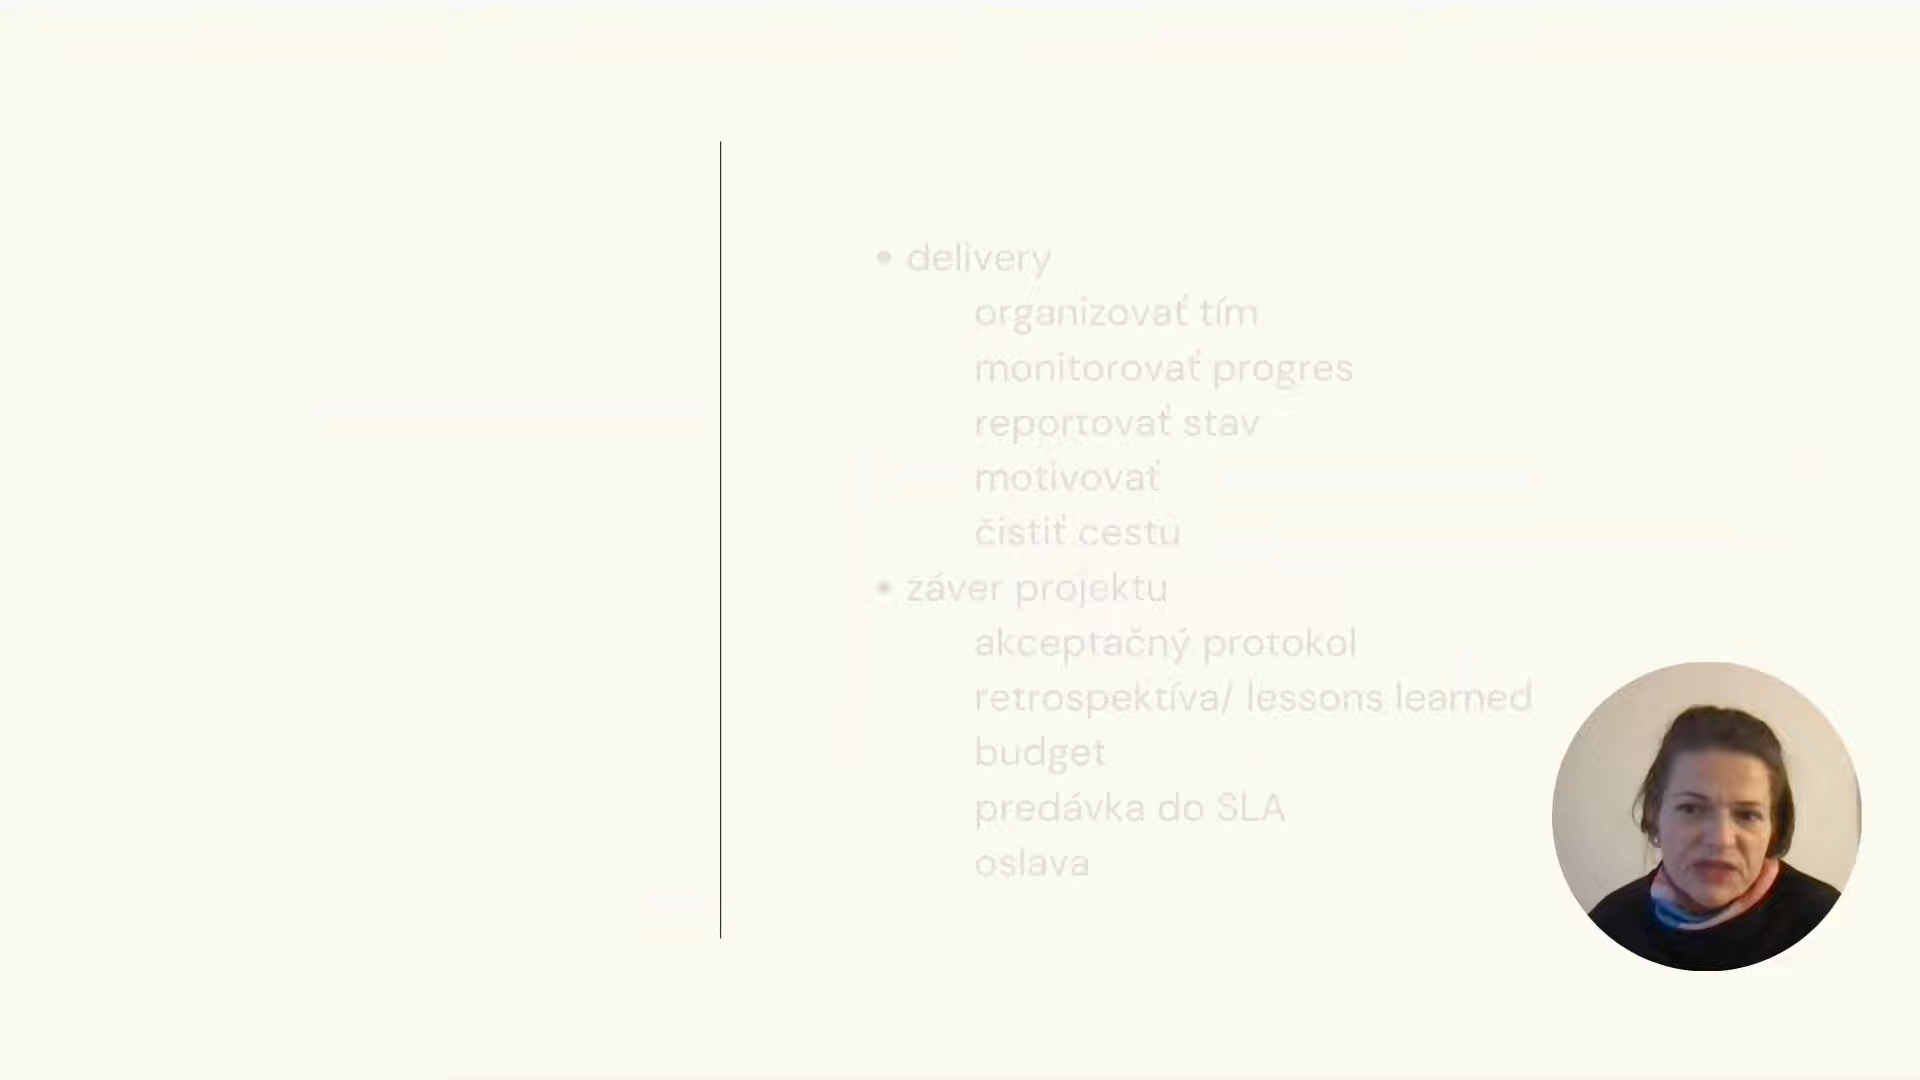 • delivery
organizovať tím
monitorovať progres
reportovať stav
motivovať
čistiť cestu
• záver projektu
akceptačný protokol
retrospektíva/ lessons learned
budget
predávka do SLA
oslava